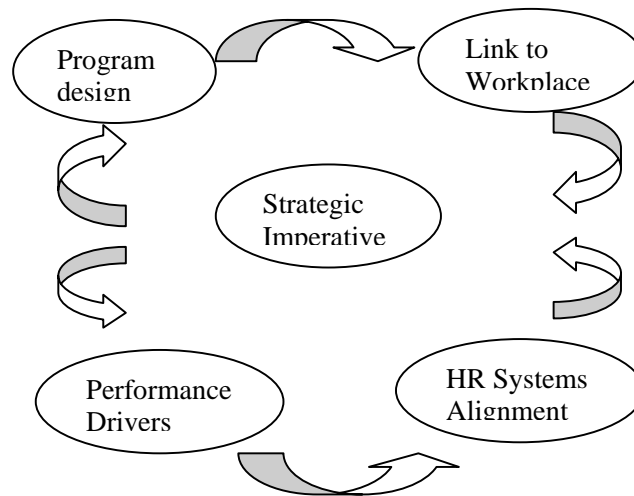 Program
design
Link to
Workplace
Strategic
Imperative
Performance
Drivers
HR Systems
Alignment